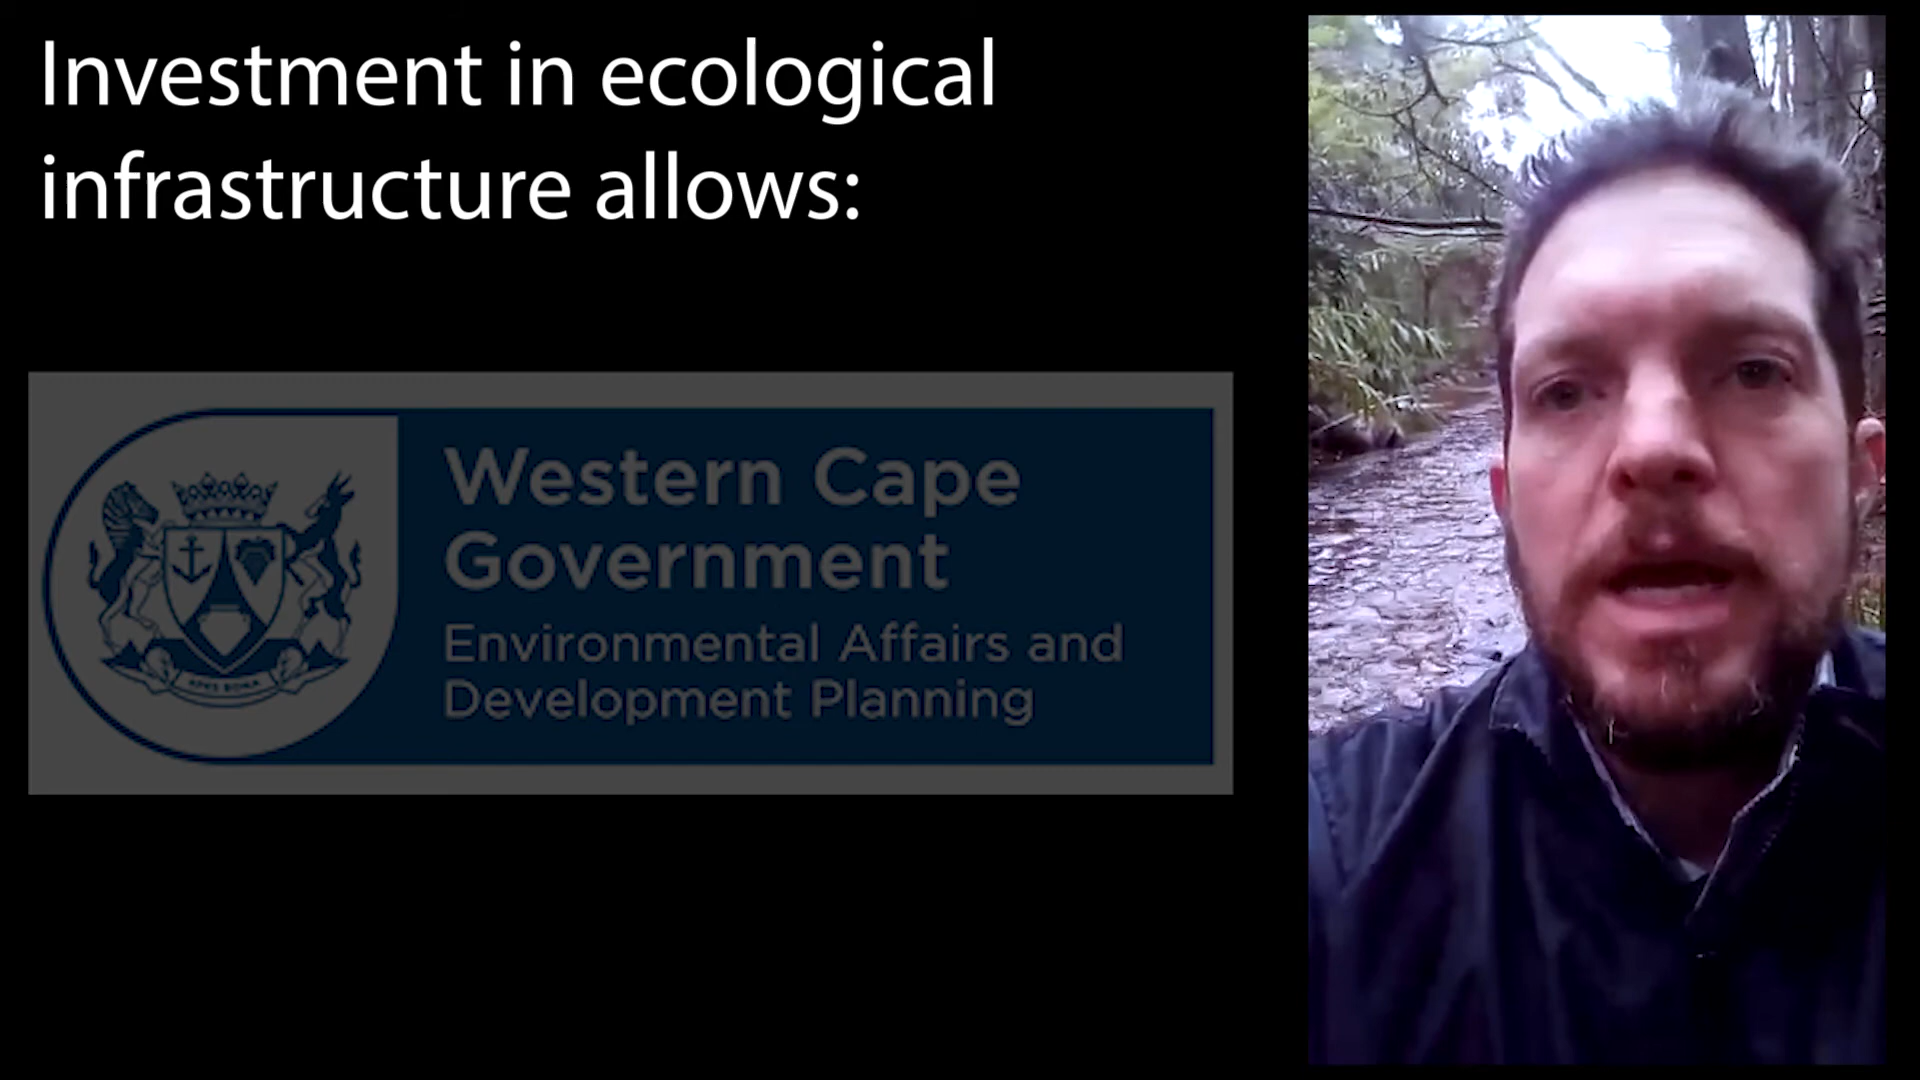 Investment in ecological
infrastructure allows:
Western Cape
Government
Environmental Affairs and
Development Planning